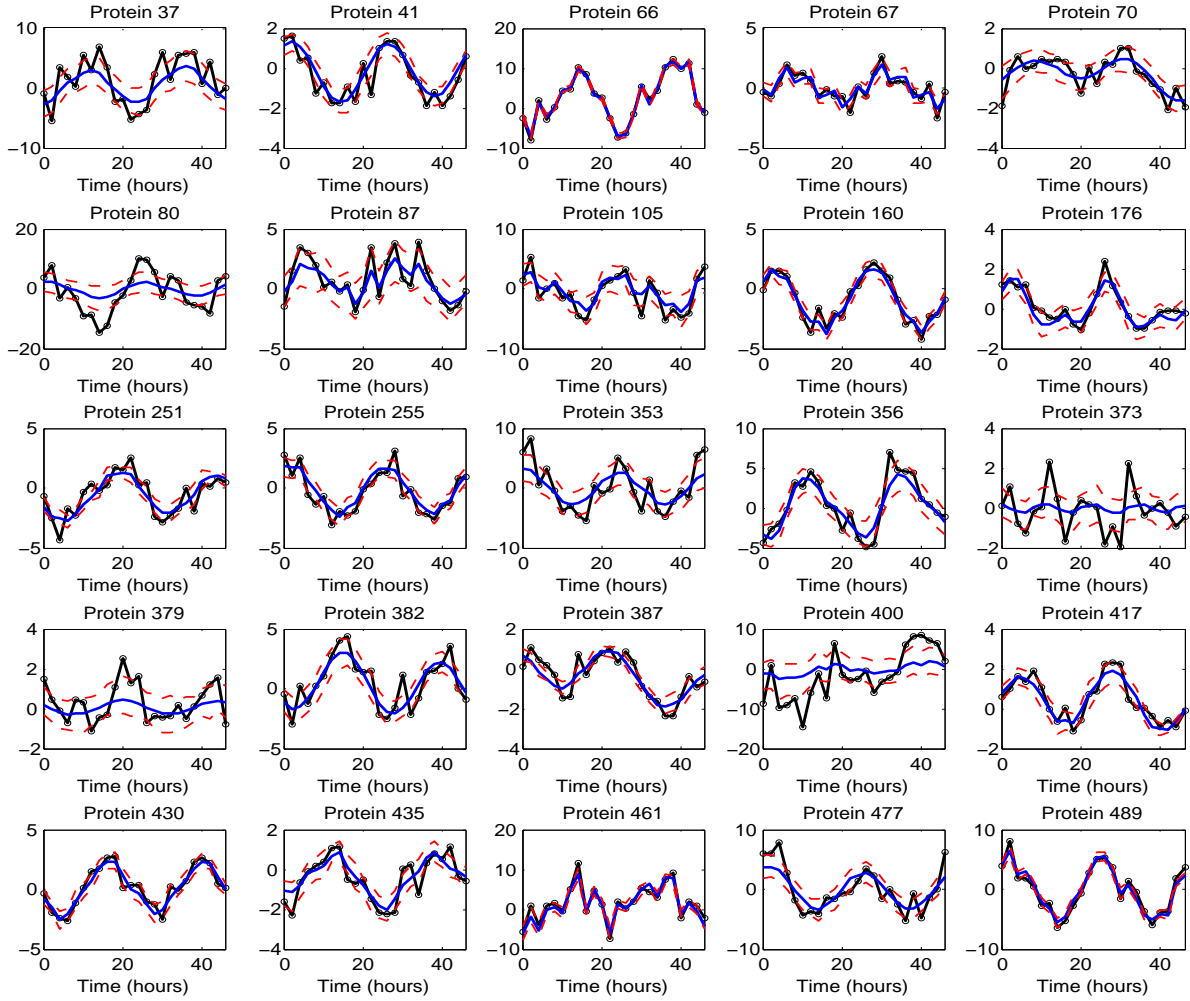 Protein 37 Protein 41 Protein 66 Protein 67 Protein 70
10 2 20 5 2
0 0 10 0 0
−2 0 −2
−10 −4 −10 −5 −4
0 20 40 0 20 40 0 20 40 0 20 40 0 20 40
Time (hours) Time (hours) Time (hours) Time (hours) Time (hours)
Protein 80 Protein 87 Protein 105 Protein 160 Protein 176
20 5 10 5 4
0 0 0 0 2
0
−20 −5 −10 −5 −2
0 20 40 0 20 40 0 20 40 0 20 40 0 20 40
Time (hours) Time (hours) Time (hours) Time (hours) Time (hours)
Protein 251 Protein 255 Protein 353 Protein 356 Protein 373
5 5 10 10 4
0 0 0 5 2
0 0
−5 −5 −10 −5 −2
0 20 40 0 20 40 0 20 40 0 20 40 0 20 40
Time (hours) Time (hours) Time (hours) Time (hours) Time (hours)
Protein 379 Protein 382 Protein 387 Protein 400 Protein 417
4 5 2 10 4
2 0 0 0 2
0 −2 −10 0
−2 −5 −4 −20 −2
0 20 40 0 20 40 0 20 40 0 20 40 0 20 40
Time (hours) Time (hours) Time (hours) Time (hours) Time (hours)
Protein 430 Protein 435 Protein 461 Protein 477 Protein 489
5 2 20 10 10
0 0 10 0 0
−2 0
−5 −4 −10 −10 −10
0 20 40 0 20 40 0 20 40 0 20 40 0 20 40
Time (hours) Time (hours) Time (hours) Time (hours) Time (hours)